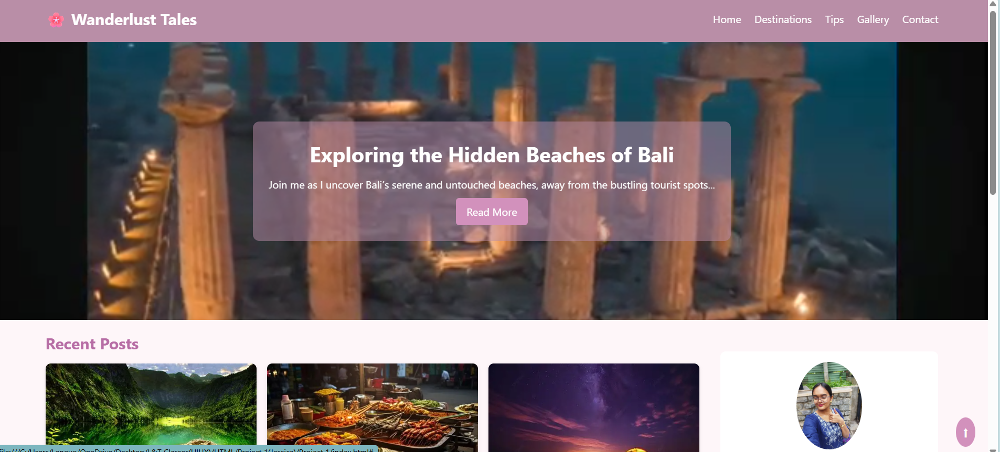 Wanderlust Tales
Home Destinations Tips Gallery Contact
Exploring the Hidden Beaches of Bali
Join me as I uncover Bali’s serene and untouched beaches, away from the bustling tourist spots...
Read More
Recent Posts
file:///C:/Users/Lenovo/OneDrive/Desktop/L&T Classes(UIUX)/HTML/Project 1(Jessica)/Project 1/index.html#